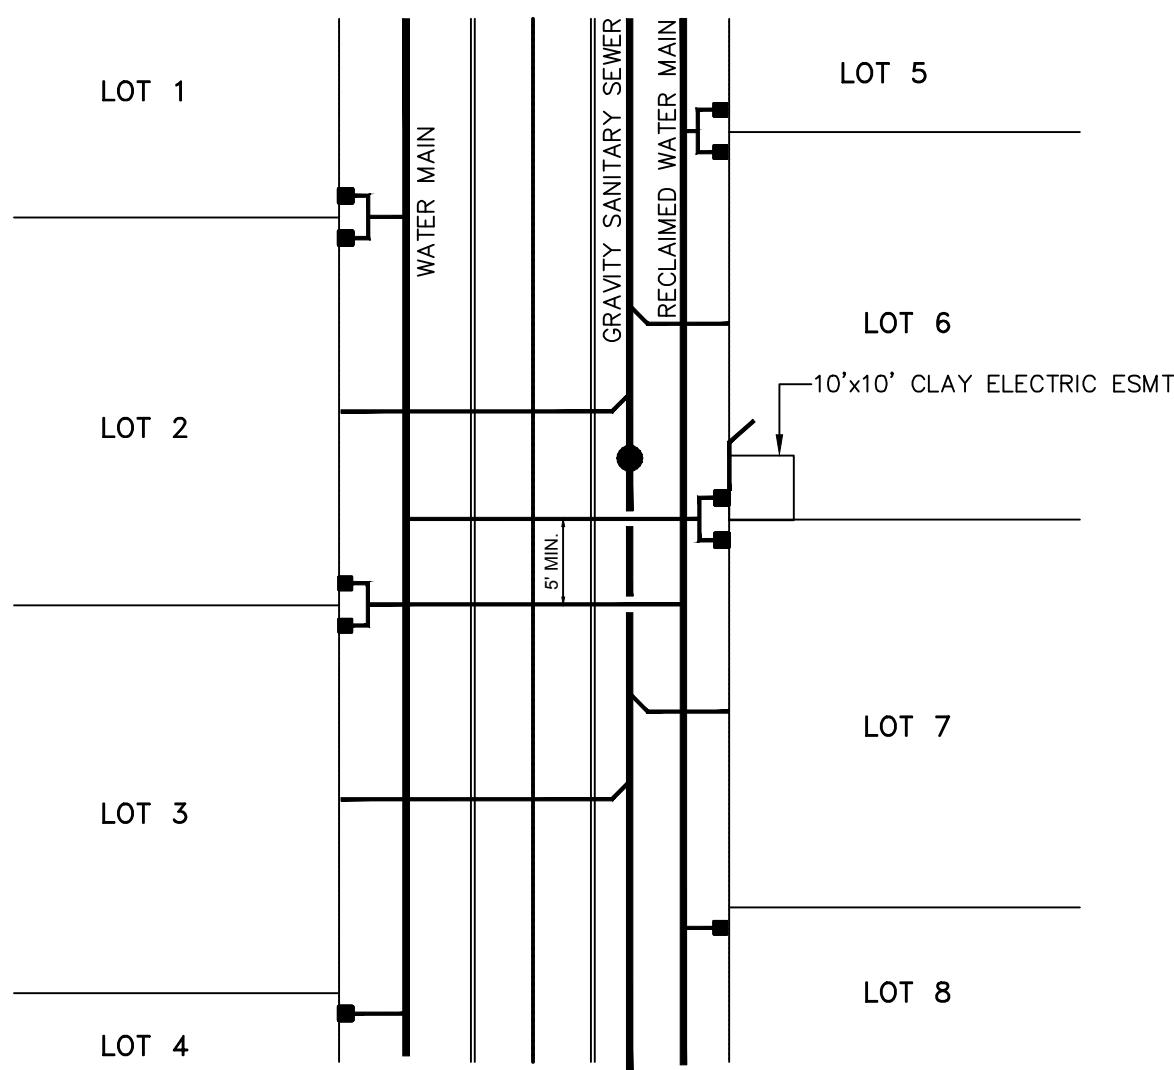 LOT 1
LOT 5
WATER MAIN
GRAVITY SANITARY SEWER
RECLAIMED WATER MAIN
LOT 6
10'x10' CLAY ELECTRIC ESMT
LOT 2
5' MIN.
LOT 7
LOT 3
LOT 8
LOT 4